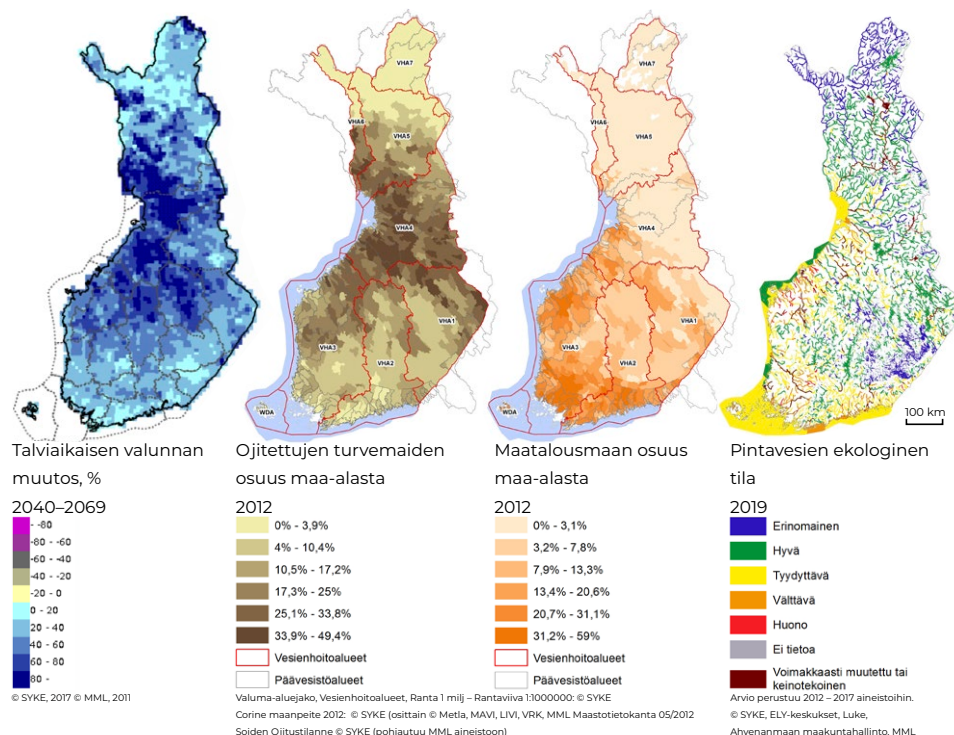 VHA7
VHA6
VHA5
VHA4
VHA3
VHA2
VHA1
WDA
VHA7
VHA6
VHA5
VHA4
VHA3
VHA2
VHA1
WDA
100 km
Talviaikaisen valunnan
muutos, %
2040–2069
- -80
-80 - -60
-60 - -40
-40 - -20
-20 - 0
0 - 20
20 - 40
40 - 60
60 - 80
80 -
© SYKE, 2017 © MML, 2011
Ojitettujen turvemaiden
osuus maa-alasta
2012
0% - 3,9%
4% - 10,4%
10,5% - 17,2%
17,3% - 25%
25,1% - 33,8%
33,9% - 49,4%
Vesienhoitoalueet
Päävesistöalueet
Maatalousmaan osuus
maa-alasta
2012
0% - 3,1%
3,2% - 7,8%
7,9% - 13,3%
13,4% - 20,6%
20,7% - 31,1%
31,2% - 59%
Vesienhoitoalueet
Päävesistöalueet
Valuma-aluejako, Vesienhoitoalueet, Ranta 1 milj – Rantaviiva 1:1000000: © SYKE
Corine maanpeite 2012: © SYKE (osittain © Metla, MAVI, LIVI, VRK, MML Maastotietokanta 05/2012
Soiden Ojitustilanne © SYKE (pohjautuu MML aineistoon)
Pintavesien ekologinen
tila
2019
Erinomainen
Hyvä
Tyydyttävä
Välttävä
Huono
Ei tietoa
Voimakkaasti muutettu tai
keinotekoinen
Arvio perustuu 2012 – 2017 aineistoihin.
© SYKE, ELY-keskukset, Luke,
Ahvenanmaan maakuntahallinto, MML